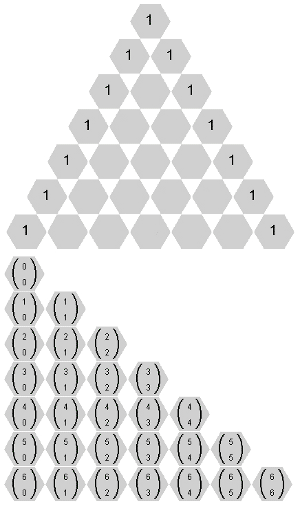 1
1 1
1 1
1 1
1 1
1 1
1 1
(0 0)
(1 0) (1 1)
(2 0) (2 1) (2 2)
(3 0) (3 1) (3 2) (3 3)
(4 0) (4 1) (4 2) (4 3) (4 4)
(5 0) (5 1) (5 2) (5 3) (5 4) (5 5)
(6 0) (6 1) (6 2) (6 3) (6 4) (6 5) (6 6)